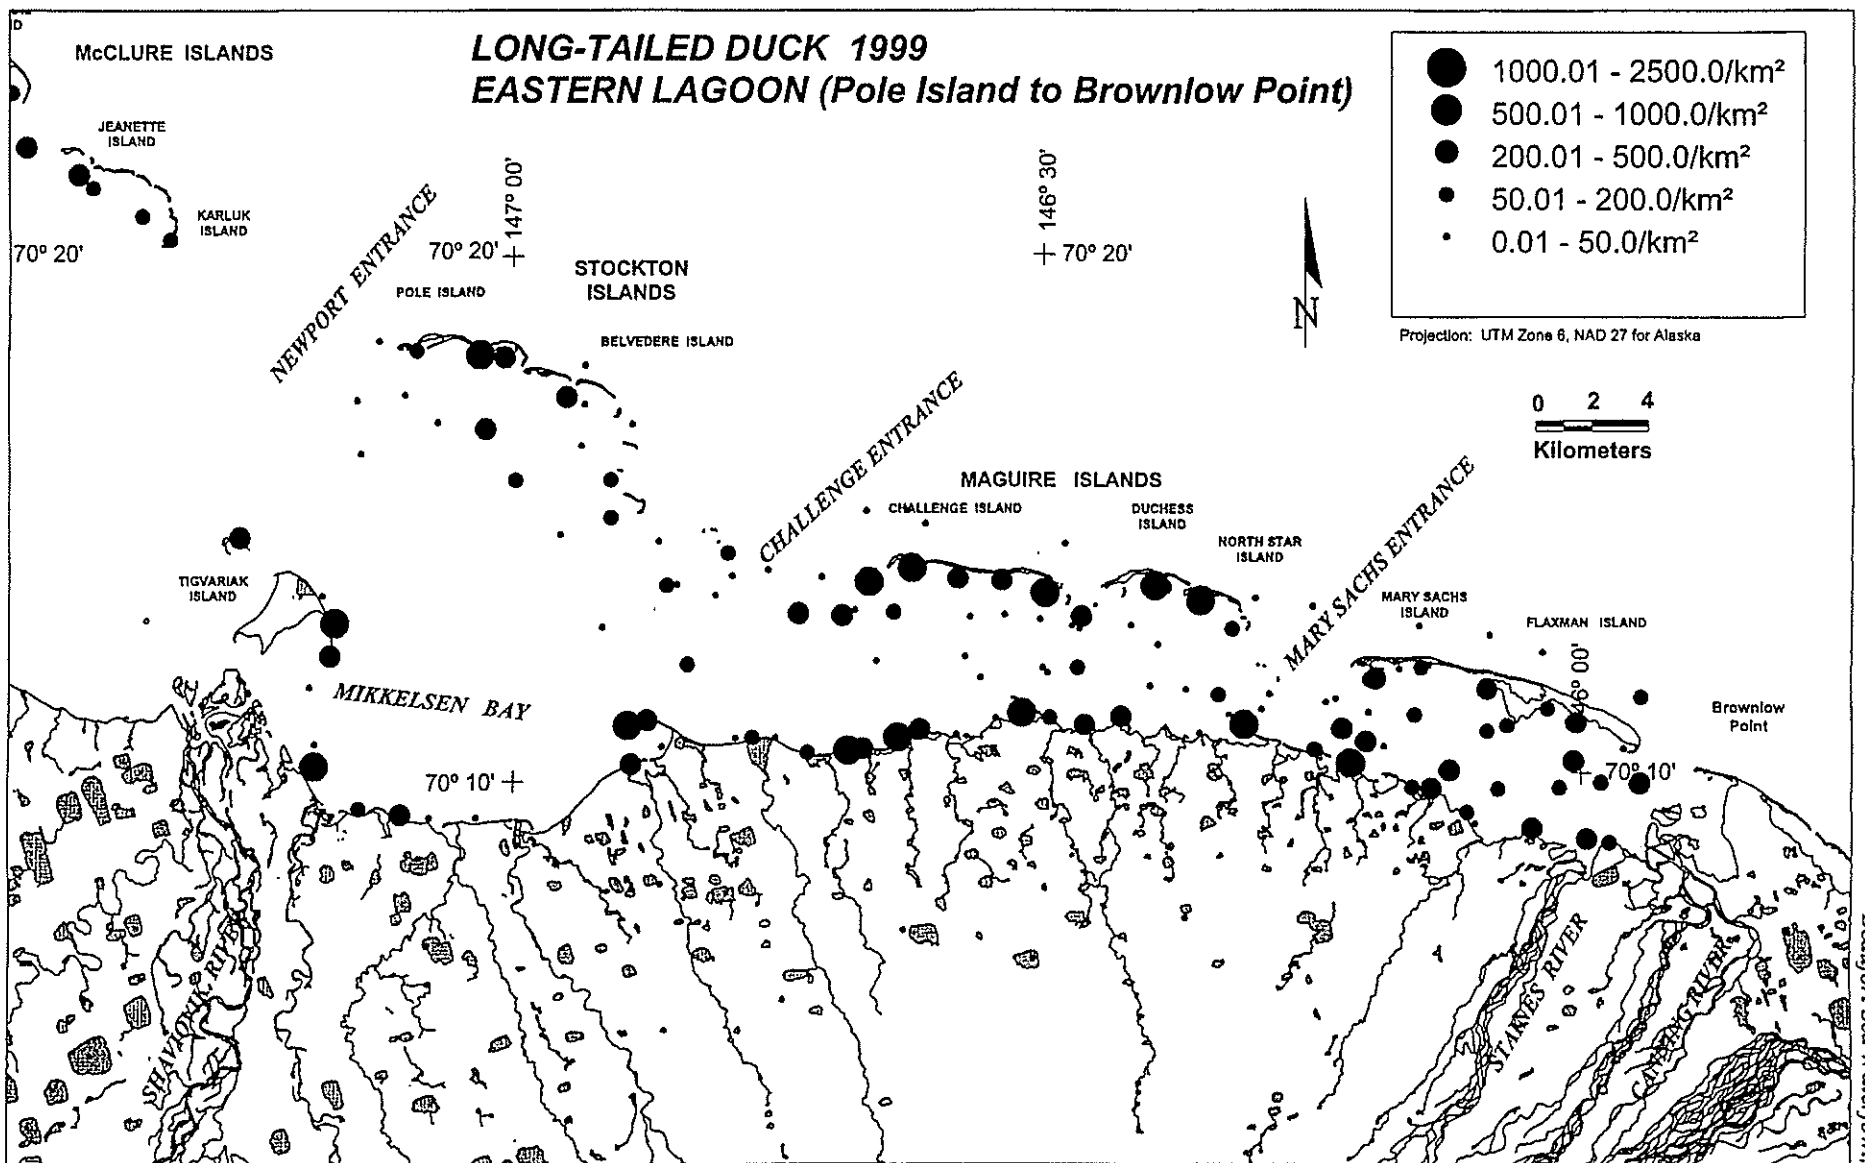 D
McCLURE ISLANDS
LONG-TAILED DUCK 1999
EASTERN LAGOON (Pole Island to Brownlow Point)
1000.01 - 2500.0/km²
500.01 - 1000.0/km²
200.01 - 500.0/km²
50.01 - 200.0/km²
0.01 - 50.0/km²
Projection: UTM Zone 6, NAD 27 for Alaska
JEANETTE
ISLAND
KARLUK
ISLAND
70° 20'
NEWPORT ENTRANCE
147° 00'
70° 20'
146° 30'
70° 20'
N
STOCKTON
ISLANDS
POLE ISLAND
BELVEDERE ISLAND
0 2 4
Kilometers
CHALLENGE ENTRANCE
MAGUIRE ISLANDS
CHALLENGE ISLAND
DUCHESS
ISLAND
NORTH STAR
ISLAND
MARY SACHS ENTRANCE
TIGVARIAK
ISLAND
MARY SACHS
ISLAND
FLAXMAN ISLAND
46° 00'
MIKKELSEN BAY
Brownlow
Point
70° 10'
70° 10'
SHAVIOVIK RIVER
STAINES RIVER
CANNING RIVER